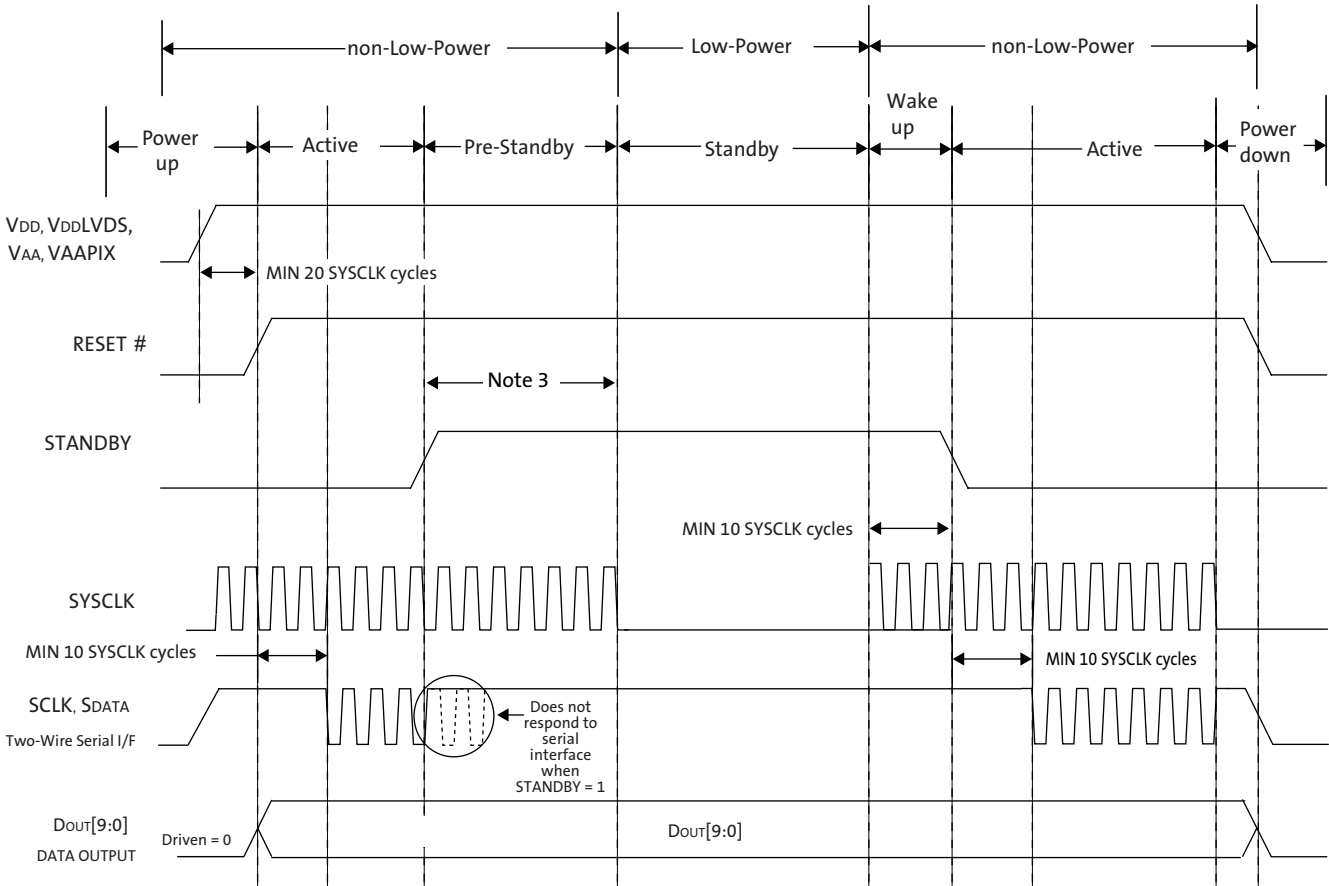 non-Low-Power
Low-Power
non-Low-Power
Power
up
Active
Pre-Standby
Standby
Wake
up
Active
Power
down
VDD, VDDLVDS,
VAA, VAAPIX
MIN 20 SYSCLK cycles
RESET #
Note 3
STANDBY
MIN 10 SYSCLK cycles
SYSCLK
MIN 10 SYSCLK cycles
MIN 10 SYSCLK cycles
SCLK, SDATA
Two-Wire Serial I/F
Does not
respond to
serial
interface
when
STANDBY = 1
DOUT[9:0]
DATA OUTPUT
Driven = 0
DOUT[9:0]